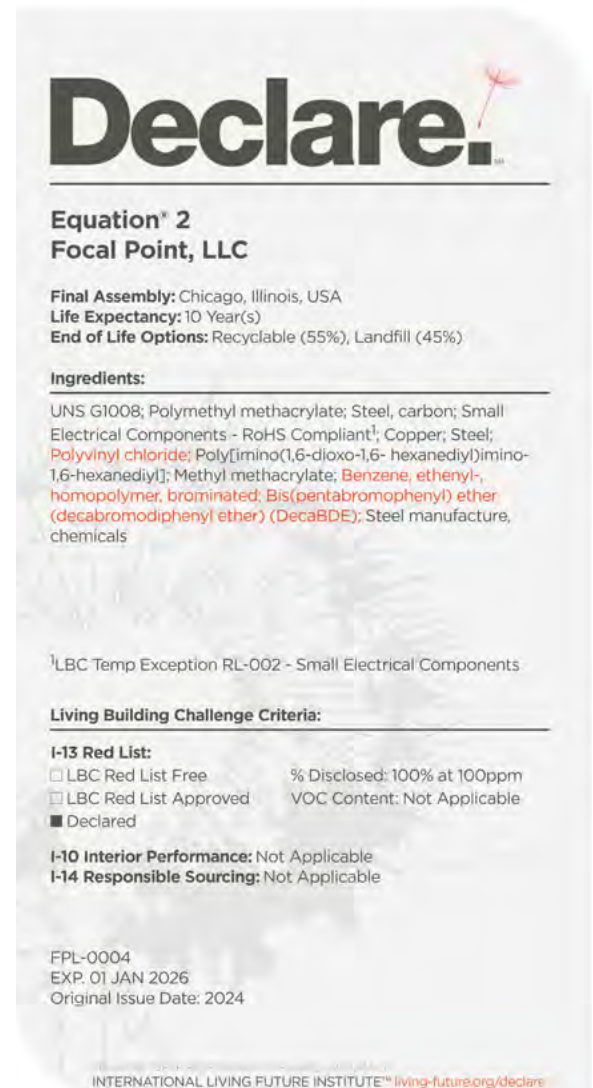 Declare.
Equation® 2
Focal Point, LLC
Final Assembly: Chicago, Illinois, USA
Life Expectancy: 10 Year(s)
End of Life Options: Recyclable (55%), Landfill (45%)
Ingredients:
UNS G1008; Polymethyl methacrylate; Steel, carbon; Small
Electrical Components - RoHS Compliant¹; Copper; Steel;
Polyvinyl chloride; Poly[imino(1,6-dioxo-1,6- hexanediyl)imino-
1,6-hexanediyl]; Methyl methacrylate; Benzene, ethenyl-,
homopolymer, brominated; Bis(pentabromophenyl) ether
(decabromodiphenyl ether) (DecaBDE); Steel manufacture,
chemicals
¹LBC Temp Exception RL-002 - Small Electrical Components
Living Building Challenge Criteria:
I-13 Red List:
☐ LBC Red List Free % Disclosed: 100% at 100ppm
☐ LBC Red List Approved VOC Content: Not Applicable
■ Declared
I-10 Interior Performance: Not Applicable
I-14 Responsible Sourcing: Not Applicable
FPL-0004
EXP. 01 JAN 2026
Original Issue Date: 2024
INTERNATIONAL LIVING FUTURE INSTITUTE™ living-future.org/declare